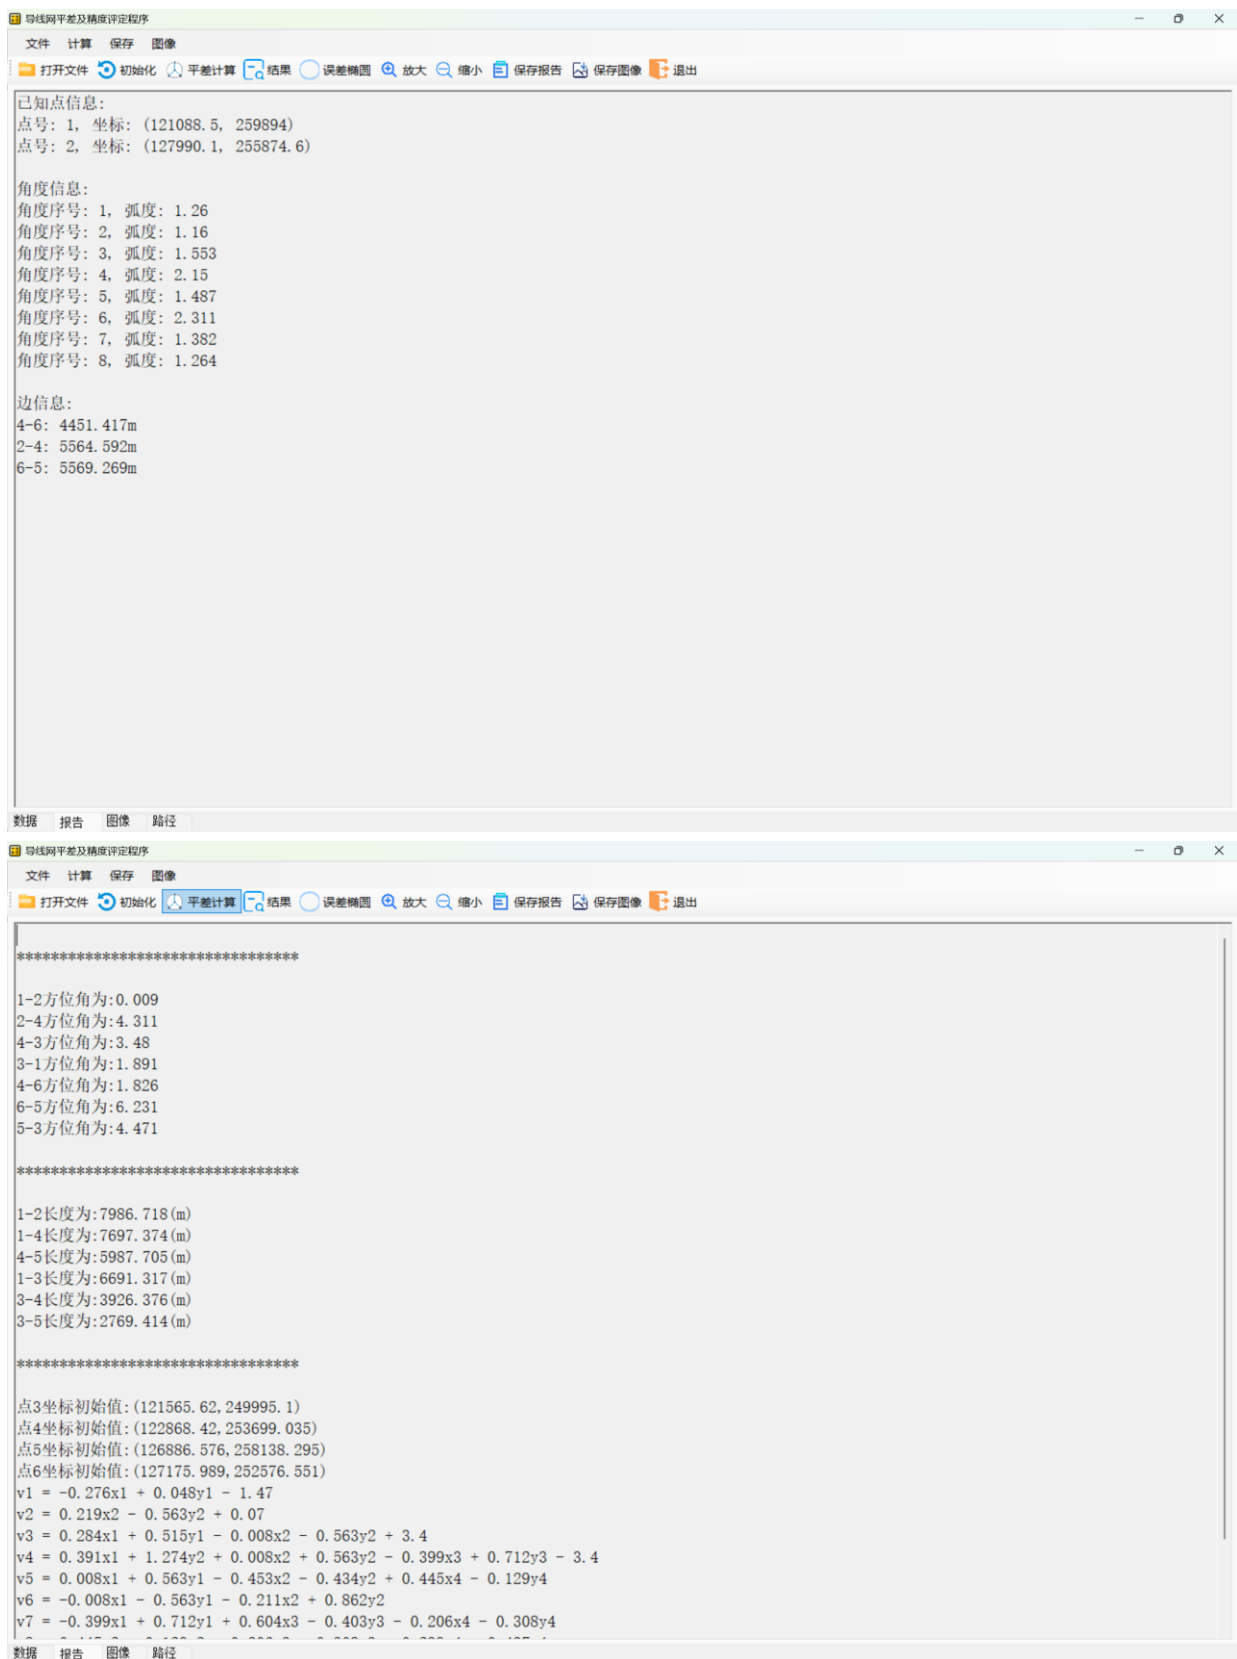 导线网平差及精度评定程序
文件 计算 保存 图像
打开文件 初始化 平差计算 结果 误差椭圆 放大 缩小 保存报告 保存图像 退出
已知点信息:
点号: 1, 坐标: (121088.5, 259894)
点号: 2, 坐标: (127990.1, 255874.6)
角度信息:
角度序号: 1, 弧度: 1.26
角度序号: 2, 弧度: 1.16
角度序号: 3, 弧度: 1.553
角度序号: 4, 弧度: 2.15
角度序号: 5, 弧度: 1.487
角度序号: 6, 弧度: 2.311
角度序号: 7, 弧度: 1.382
角度序号: 8, 弧度: 1.264
边信息:
4-6: 4451.417m
2-4: 5564.592m
6-5: 5569.269m
数据 报告 图像 路径
导线网平差及精度评定程序
文件 计算 保存 图像
打开文件 初始化 平差计算 结果 误差椭圆 放大 缩小 保存报告 保存图像 退出
*********************************
1-2方位角为:0.009
2-4方位角为:4.311
4-3方位角为:3.48
3-1方位角为:1.891
4-6方位角为:1.826
6-5方位角为:6.231
5-3方位角为:4.471
*********************************
1-2长度为:7986.718(m)
1-4长度为:7697.374(m)
4-5长度为:5987.705(m)
1-3长度为:6691.317(m)
3-4长度为:3926.376(m)
3-5长度为:2769.414(m)
*********************************
点3坐标初始值:(121565.62,249995.1)
点4坐标初始值:(122868.42,253699.035)
点5坐标初始值:(126886.576,258138.295)
点6坐标初始值:(127175.989,252576.551)
v1 = -0.276x1 + 0.048y1 - 1.47
v2 = 0.219x2 - 0.563y2 + 0.07
v3 = 0.284x1 + 0.515y1 - 0.008x2 - 0.563y2 + 3.4
v4 = 0.391x1 + 1.274y2 + 0.008x2 + 0.563y2 - 0.399x3 + 0.712y3 - 3.4
v5 = 0.008x1 + 0.563y1 - 0.453x2 - 0.434y2 + 0.445x4 - 0.129y4
v6 = -0.008x1 - 0.563y1 - 0.211x2 + 0.862y2
v7 = -0.399x1 + 0.712y1 + 0.604x3 - 0.403y3 - 0.206x4 - 0.308y4
数据 报告 图像 路径